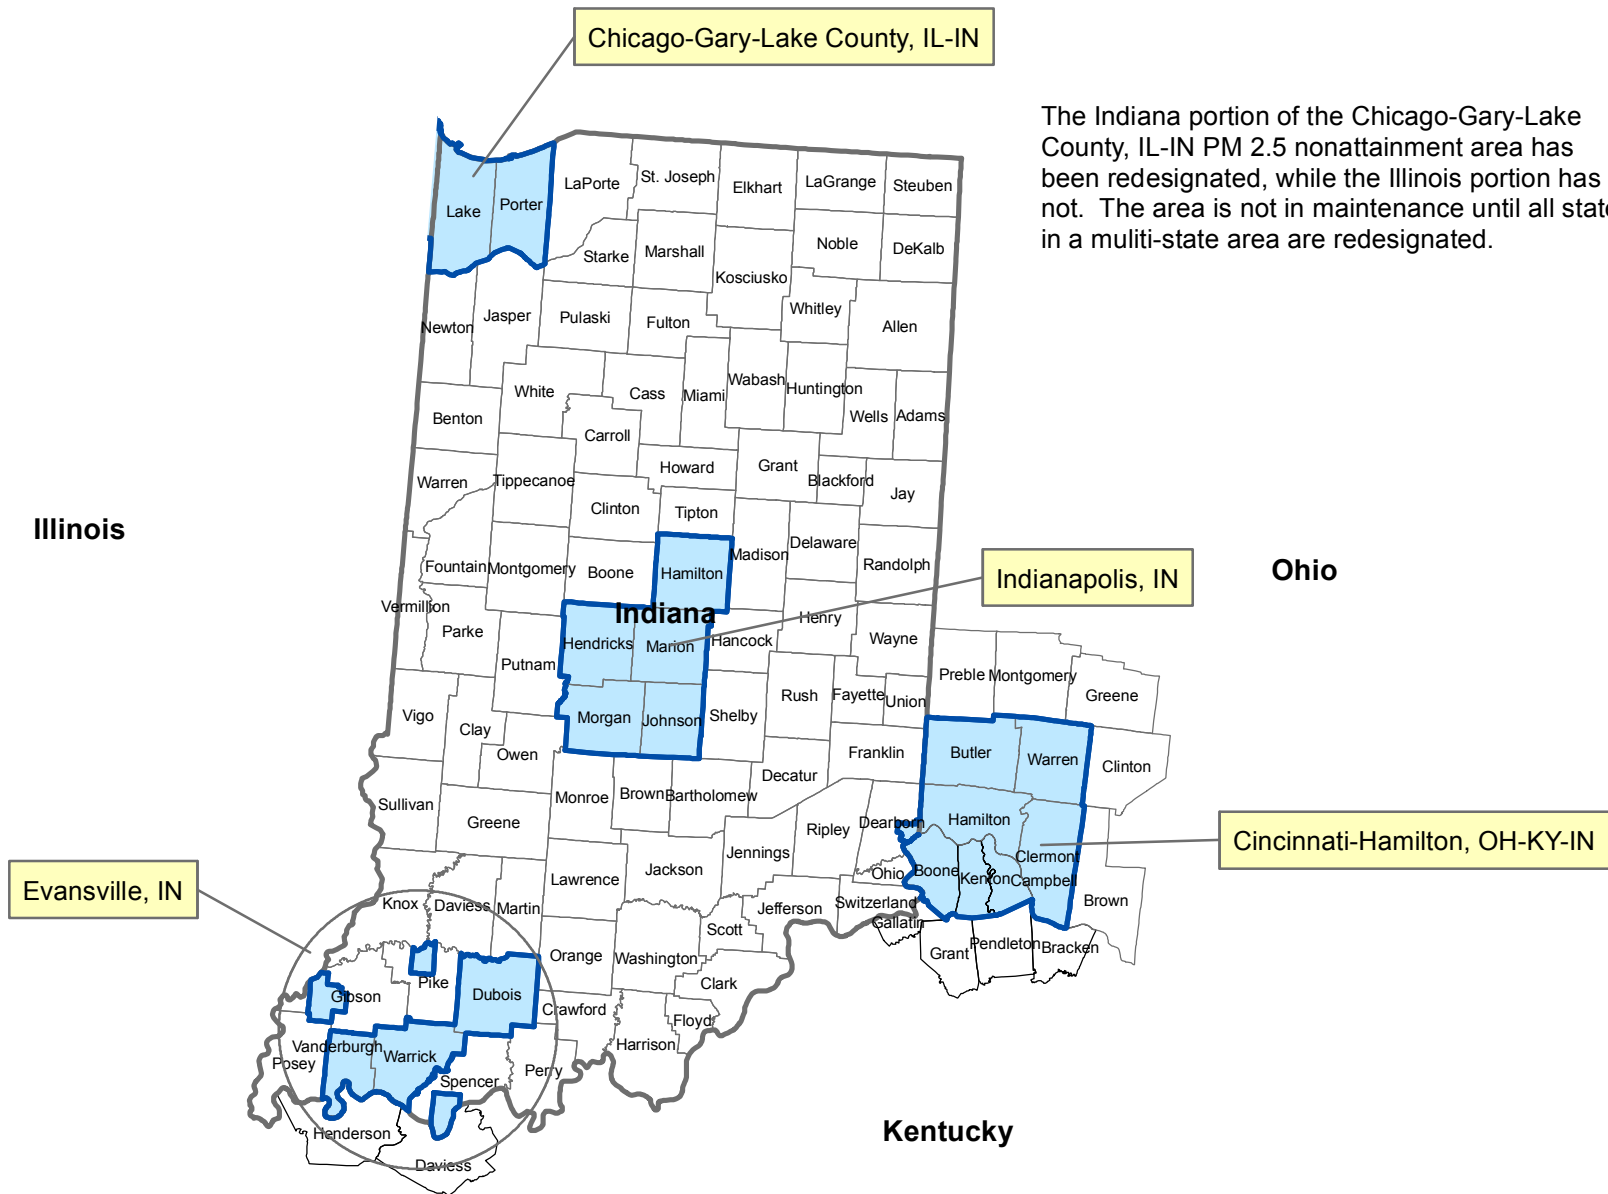 Chicago-Gary-Lake County, IL-IN
The Indiana portion of the Chicago-Gary-Lake
County, IL-IN PM 2.5 nonattainment area has
been redesignated, while the Illinois portion has
not. The area is not in maintenance until all state
in a muliti-state area are redesignated.
LaPorte
St. Joseph
Elkhart
LaGrange
Steuben
Lake
Porter
Starke
Marshall
Noble
DeKalb
Kosciusko
Newton
Jasper
Pulaski
Fulton
Whitley
Allen
White
Cass
Miami
Wabash
Huntington
Wells
Adams
Benton
Carroll
Howard
Grant
Blackford
Jay
Warren
Tippecanoe
Clinton
Tipton
Illinois
Fountain
Montgomery
Boone
Hamilton
Madison
Delaware
Randolph
Indianapolis, IN
Ohio
Vermillion
Parke
Indiana
Hendricks
Marion
Hancock
Henry
Wayne
Putnam
Preble
Montgomery
Greene
Vigo
Clay
Owen
Morgan
Johnson
Shelby
Rush
Fayette
Union
Butler
Warren
Clinton
Franklin
Decatur
Sullivan
Greene
Monroe
Brown
Bartholomew
Ripley
Dearborn
Hamilton
Cincinnati-Hamilton, OH-KY-IN
Clermont
Evansville, IN
Lawrence
Jackson
Jennings
Ohio
Boone
Kenton
Campbell
Brown
Knox
Daviess
Martin
Jefferson
Switzerland
Gallatin
Scott
Orange
Washington
Grant
Pendleton
Bracken
Clark
Pike
Dubois
Gibson
Crawford
Floyd
Harrison
Vanderburgh
Posey
Warrick
Spencer
Perry
Kentucky
Henderson
Daviess